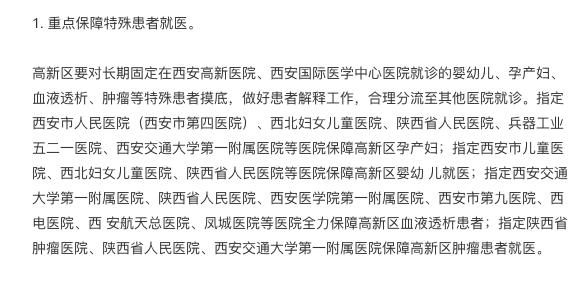 1. 重点保障特殊患者就医。
高新区要对长期固定在西安高新医院、西安国际医学中心医院就诊的婴幼儿、孕产妇、
血液透析、肿瘤等特殊患者摸底，做好患者解释工作，合理分流至其他医院就诊。指定
西安市人民医院（西安市第四医院）、西北妇女儿童医院、陕西省人民医院、兵器工业
五二一医院、西安交通大学第一附属医院等医院保障高新区孕产妇；指定西安市儿童医
院、西北妇女儿童医院、陕西省人民医院等医院保障高新区婴幼 儿就医；指定西安交通
大学第一附属医院、陕西省人民医院、西安医学院第一附属医院、西安市第九医院、西
电医院、西 安航天总医院、凤城医院等医院全力保障高新区血液透析患者；指定陕西省
肿瘤医院、陕西省人民医院、西安交通大学第一附属医院保障高新区肿瘤患者就医。